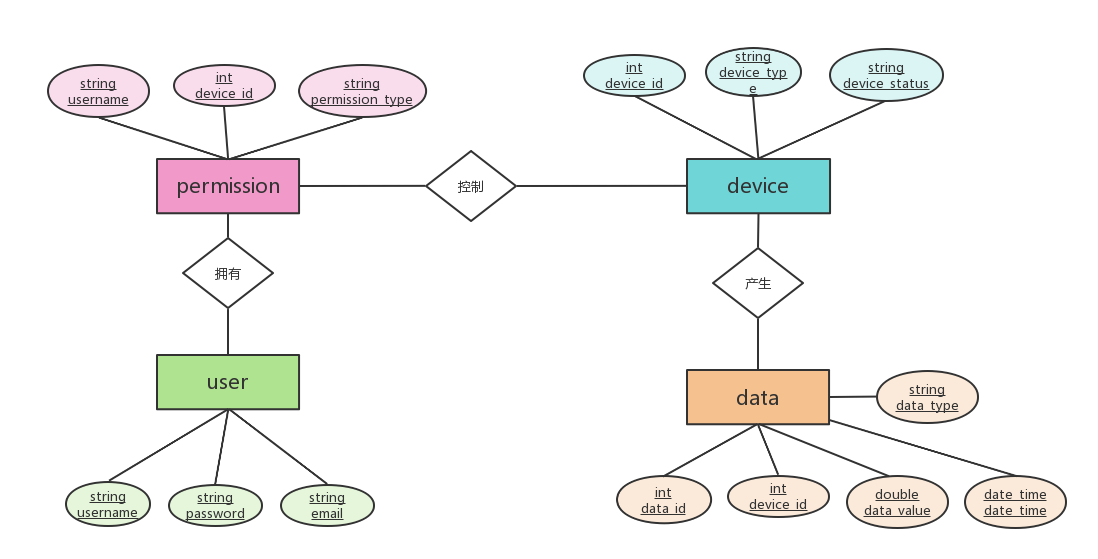 string
username
int
device_id
string
permission_type
int
device_id
string
device_typ
e
string
device_status
permission
控制
device
拥有
产生
user
data
string
data_type
string
username
string
password
string
email
int
data_id
int
device_id
double
data_value
date_time
date_time